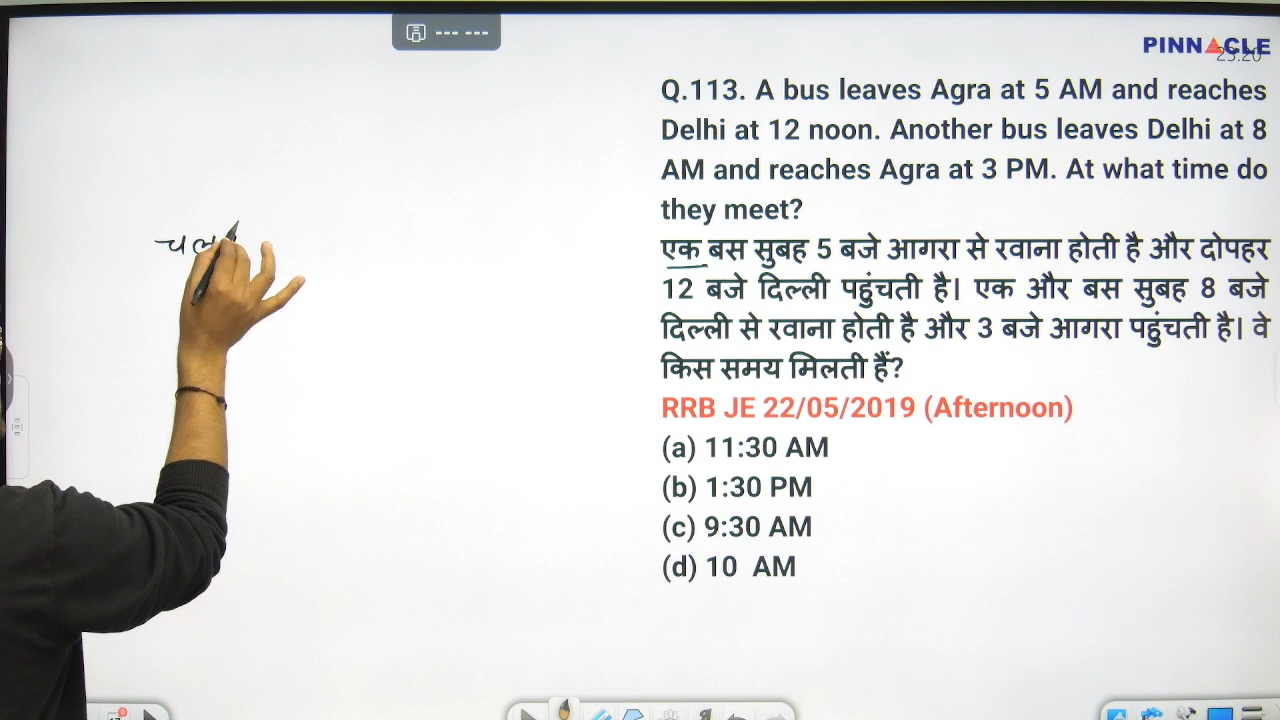 PINNACLE
23:20
Q.113. A bus leaves Agra at 5 AM and reaches
Delhi at 12 noon. Another bus leaves Delhi at 8
AM and reaches Agra at 3 PM. At what time do
they meet?
एक बस सुबह 5 बजे आगरा से रवाना होती है और दोपहर
12 बजे दिल्ली पहुंचती है। एक और बस सुबह 8 बजे
दिल्ली से रवाना होती है और 3 बजे आगरा पहुंचती है। वे
किस समय मिलती हैं?
RRB JE 22/05/2019 (Afternoon)
(a) 11:30 AM
(b) 1:30 PM
(c) 9:30 AM
(d) 10 AM